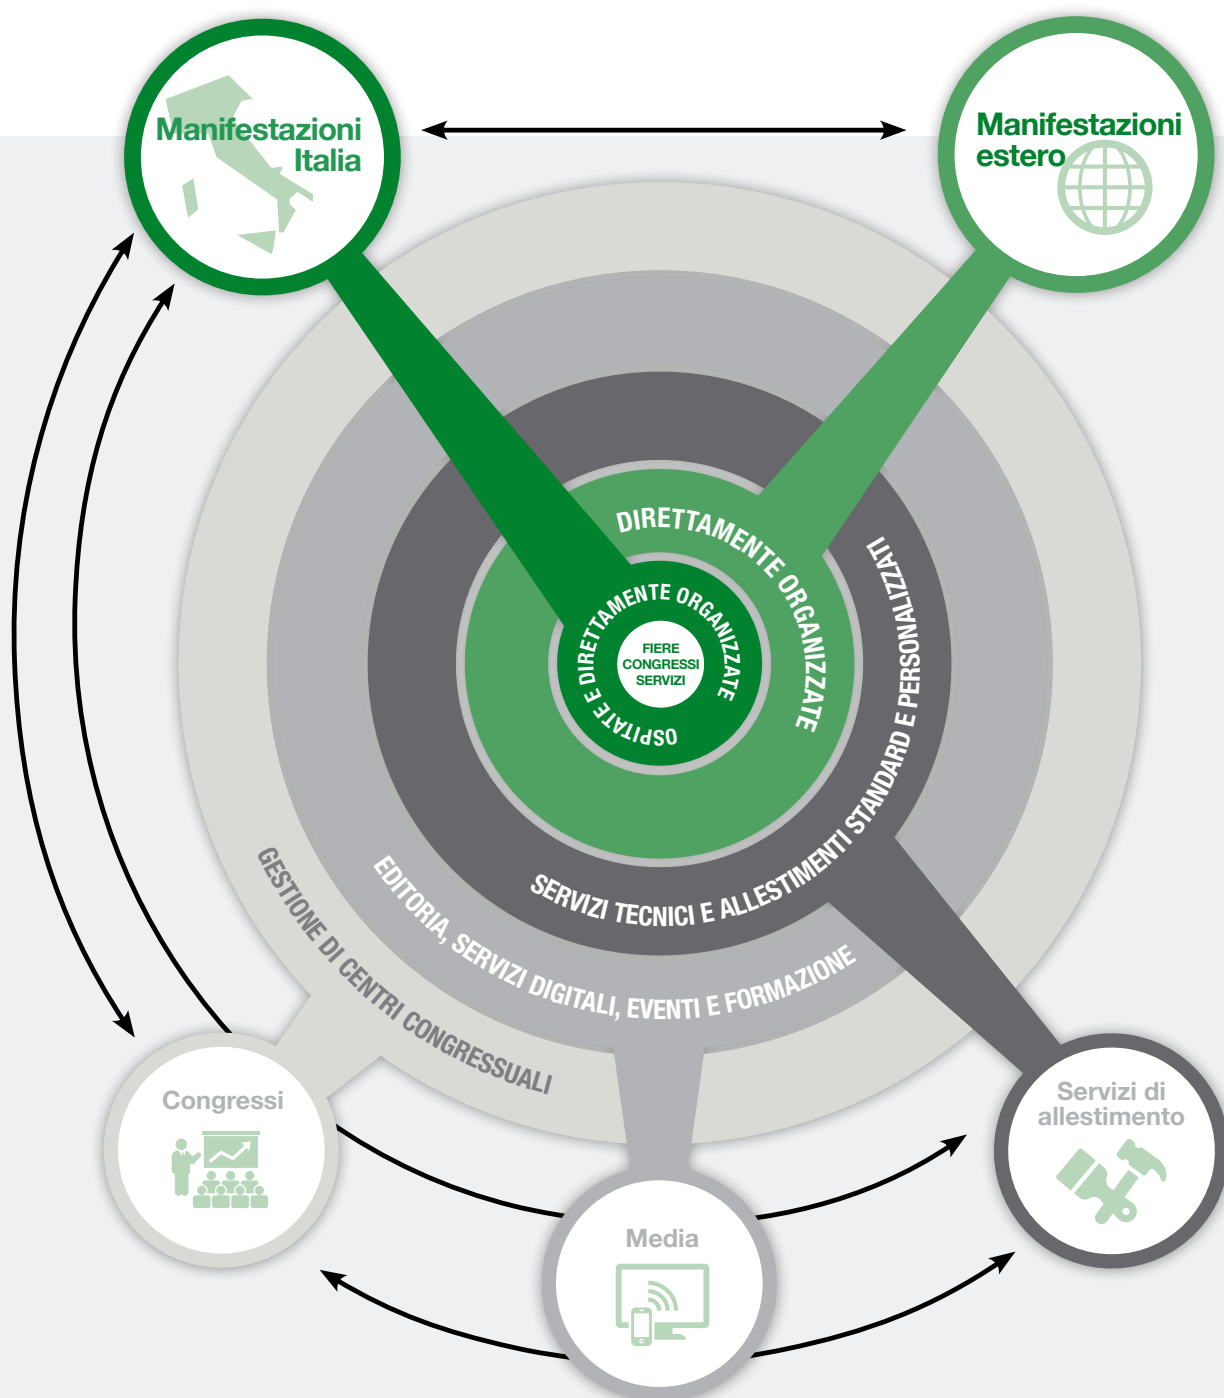 Manifestazioni
Italia
Manifestazioni
estero
DIRETTAMENTE ORGANIZZATE
OSPITATE E DIRETTAMENTE ORGANIZZATE
FIERE
CONGRESSI
SERVIZI
SERVIZI TECNICI E ALLESTIMENTI STANDARD E PERSONALIZZATI
EDITORIA, SERVIZI DIGITALI, EVENTI E FORMAZIONE
GESTIONE DI CENTRI CONGRESSUALI
Congressi
Servizi di
allestimento
Media